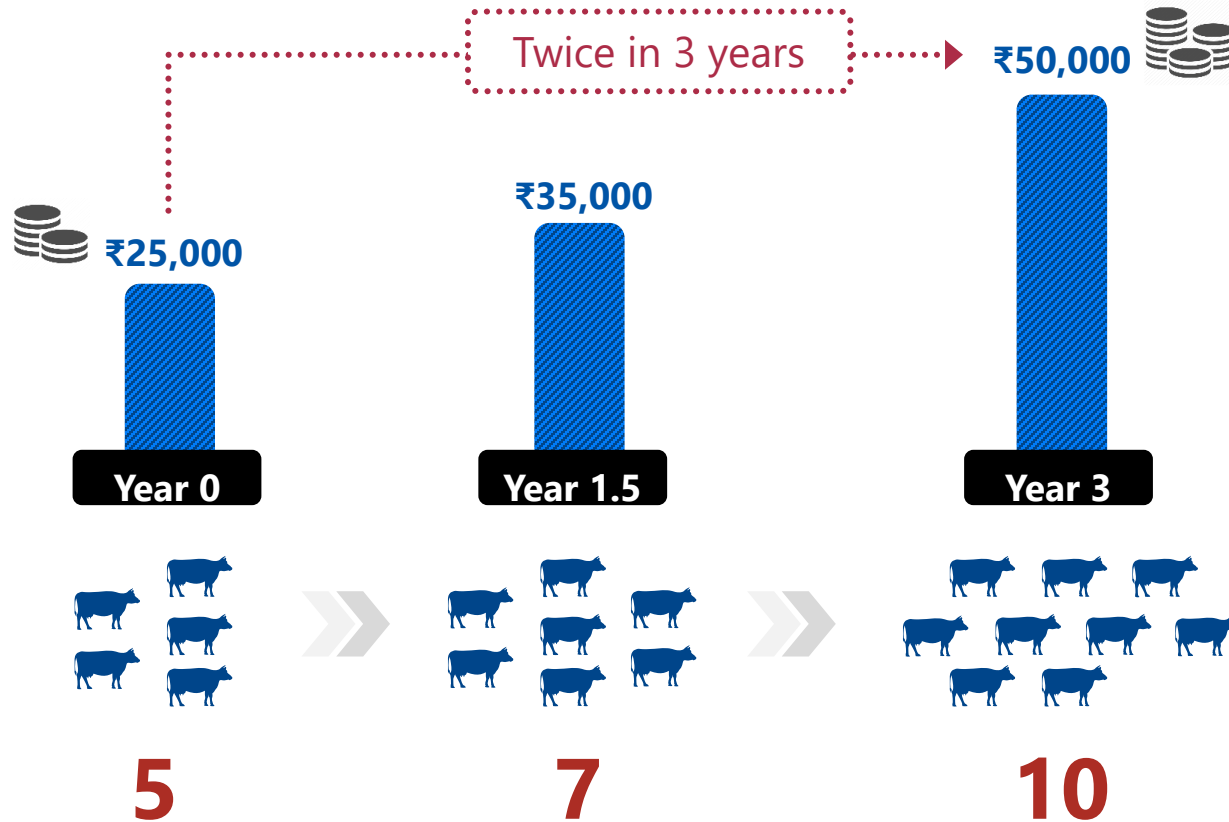 Twice in 3 years
₹50,000
₹35,000
₹25,000
Year 0
Year 1.5
Year 3
5
7
10